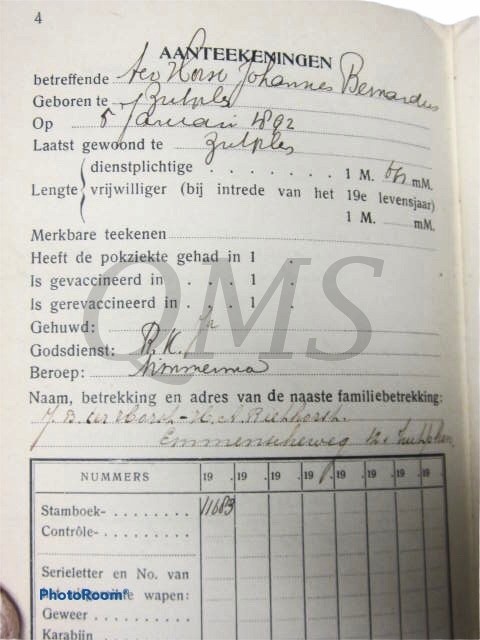 4
AANTEEKENINGEN
betreffende ter Horst Johannes Bernardus
Geboren te Zutphen
Op 5 Januari 1892
Laatst gewoond te Zutphen
dienstplichtige . . . . . . . 1 M. mM.
Lengte vrijwilliger (bij intrede van het 19e levensjaar)
1 M. mM.
Merkbare teekenen
Heeft de pokziekte gehad in 1 .
Is gevaccineerd in . . . . 1 .
Is gerevaccineerd in . . . 1 .
Gehuwd: Ja
Godsdienst: R.K.
Beroep: Timmerman
Naam, betrekking en adres van de naaste familiebetrekking:
J. B. ter Horst - H. A.
weg Zutphen
QMS
NUMMERS 19 . 19 . 19 . 19 . 19 . 19 . 19
Stamboek- . . . . . . . . V1683
Contrôle- . . . . . . . .
Serieletter en No. van
wapen:
PhotoRoom
Geweer . . . . . . . .
Karabijn